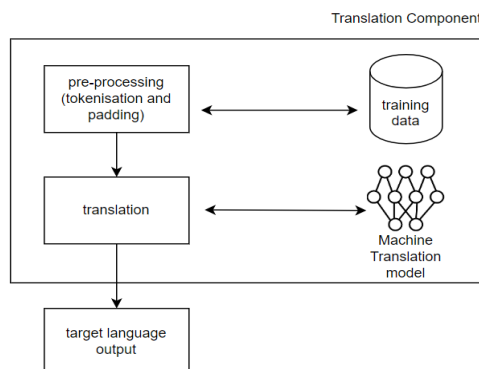 Translation Component
pre-processing
(tokenisation and
padding)
training
data
translation
Machine
Translation
model
target language
output